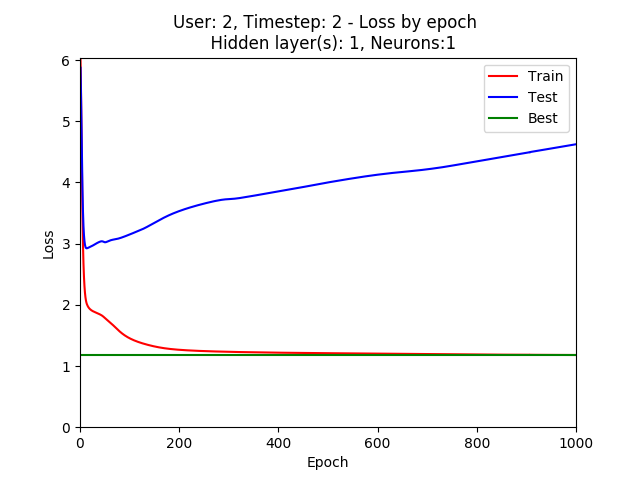 User: 2, Timestep: 2 - Loss by epoch
Hidden layer(s): 1, Neurons:1
Train
Test
Best
6
5
4
3
2
1
0
Loss
0
200
400
600
800
1000
Epoch